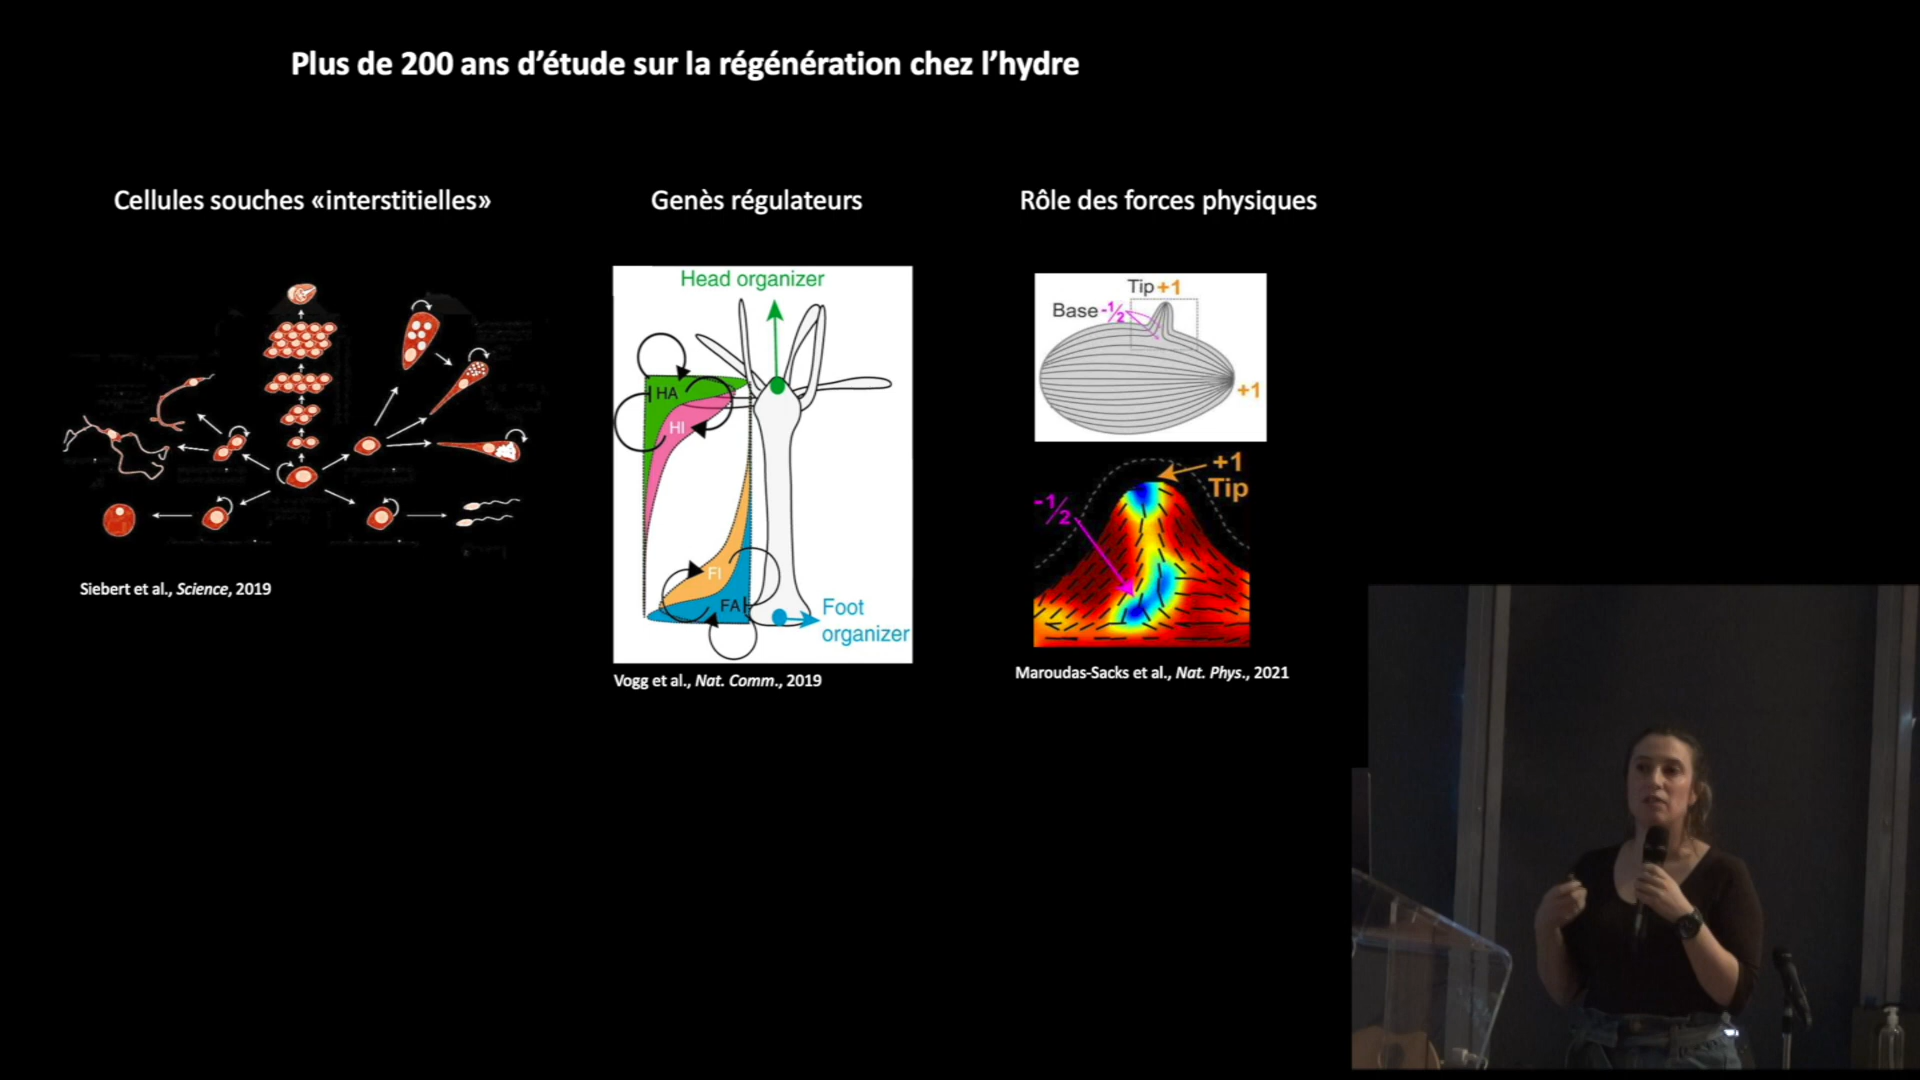 Plus de 200 ans d’étude sur la régénération chez l’hydre
Cellules souches «interstitielles»
Siebert et al., Science, 2019
Genès régulateurs
Head organizer
HA
HI
FI
FA
Foot
organizer
Vogg et al., Nat. Comm., 2019
Rôle des forces physiques
Tip +1
Base -½
+1
+1
Tip
-½
Maroudas-Sacks et al., Nat. Phys., 2021